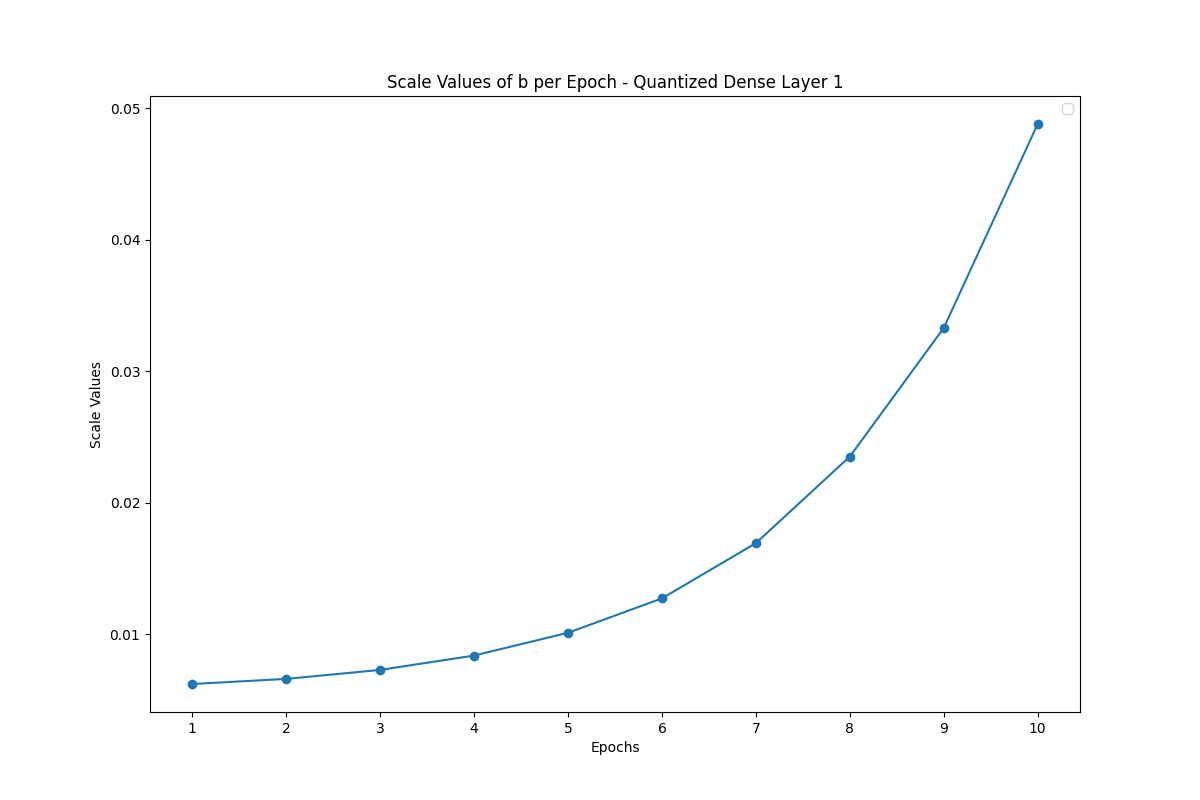 Scale Values of b per Epoch - Quantized Dense Layer 1
0.05
0.04
0.03
0.02
0.01
Scale Values
1 2 3 4 5 6 7 8 9 10
Epochs